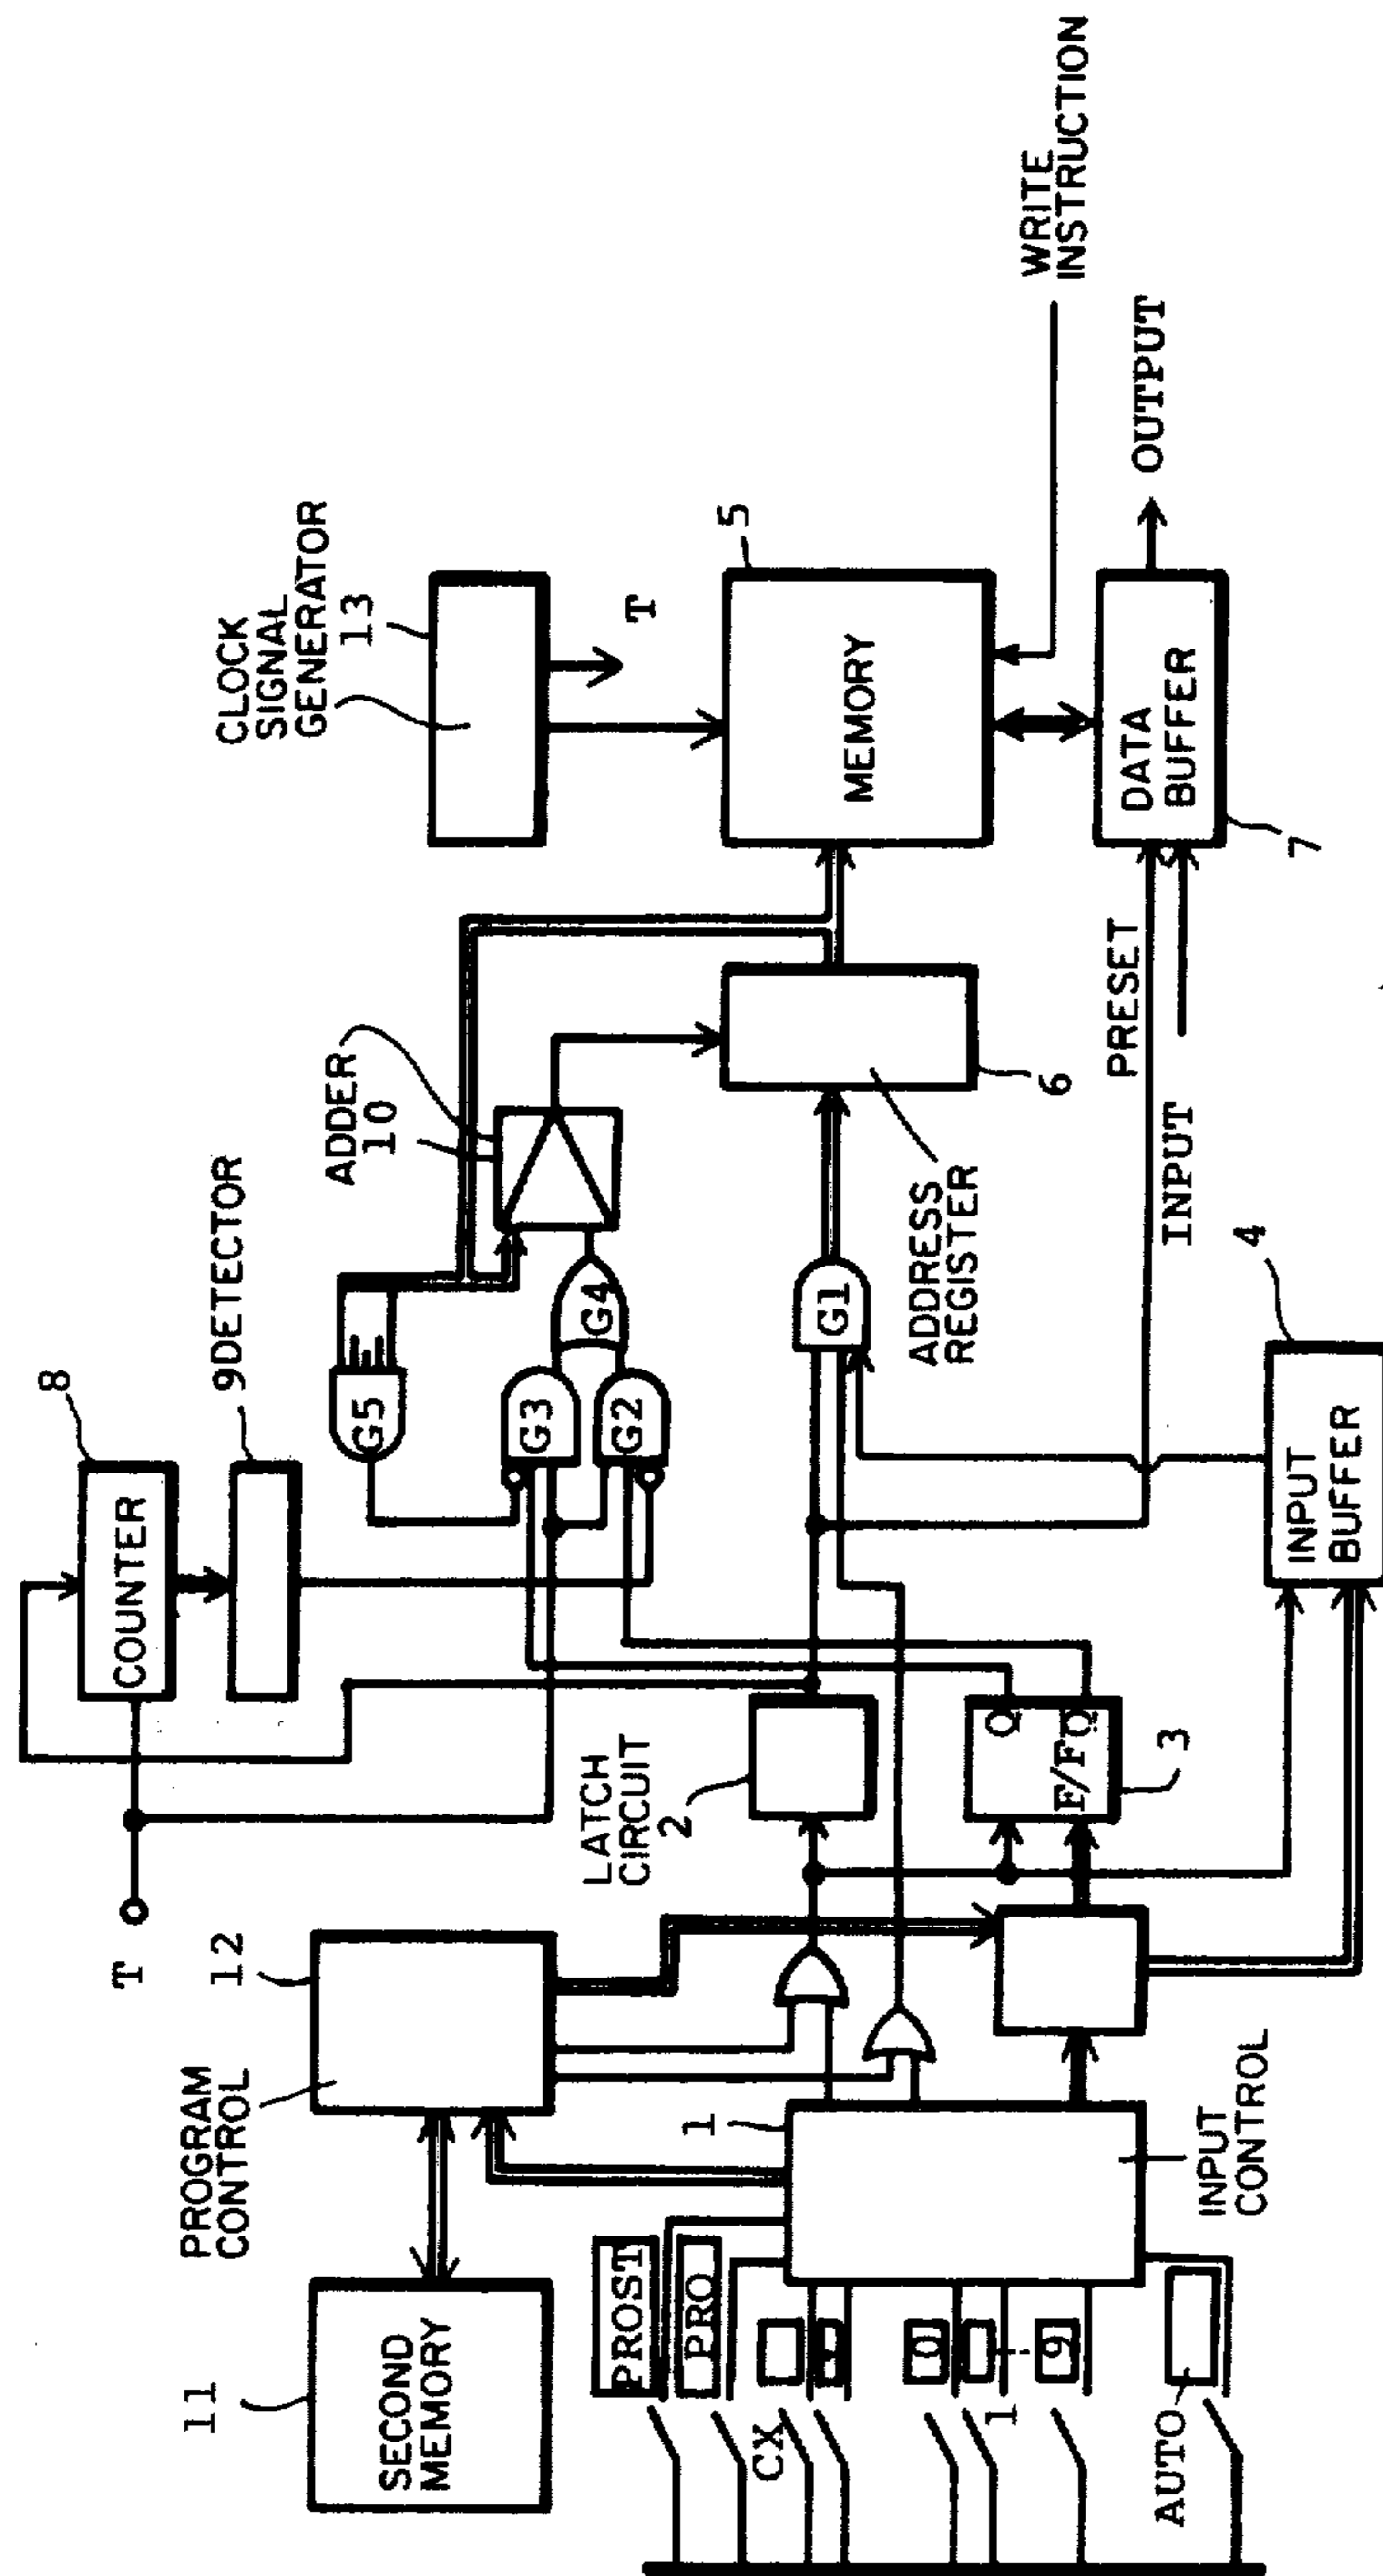 T
8
COUNTER
9DETECTOR
CLOCK
SIGNAL
GENERATOR
13
T
ADDER
10
G5
G3
G4
G2
PROGRAM
CONTROL
12
11
SECOND
MEMORY
LATCH
CIRCUIT
2
G1
ADDRESS
REGISTER
6
5
MEMORY
WRITE
INSTRUCTION
PROST
PRO
CX
0
1
9
AUTO
1
INPUT
CONTROL
Q
F/F
Q
3
4
INPUT
BUFFER
PRESET
INPUT
DATA
BUFFER
7
OUTPUT